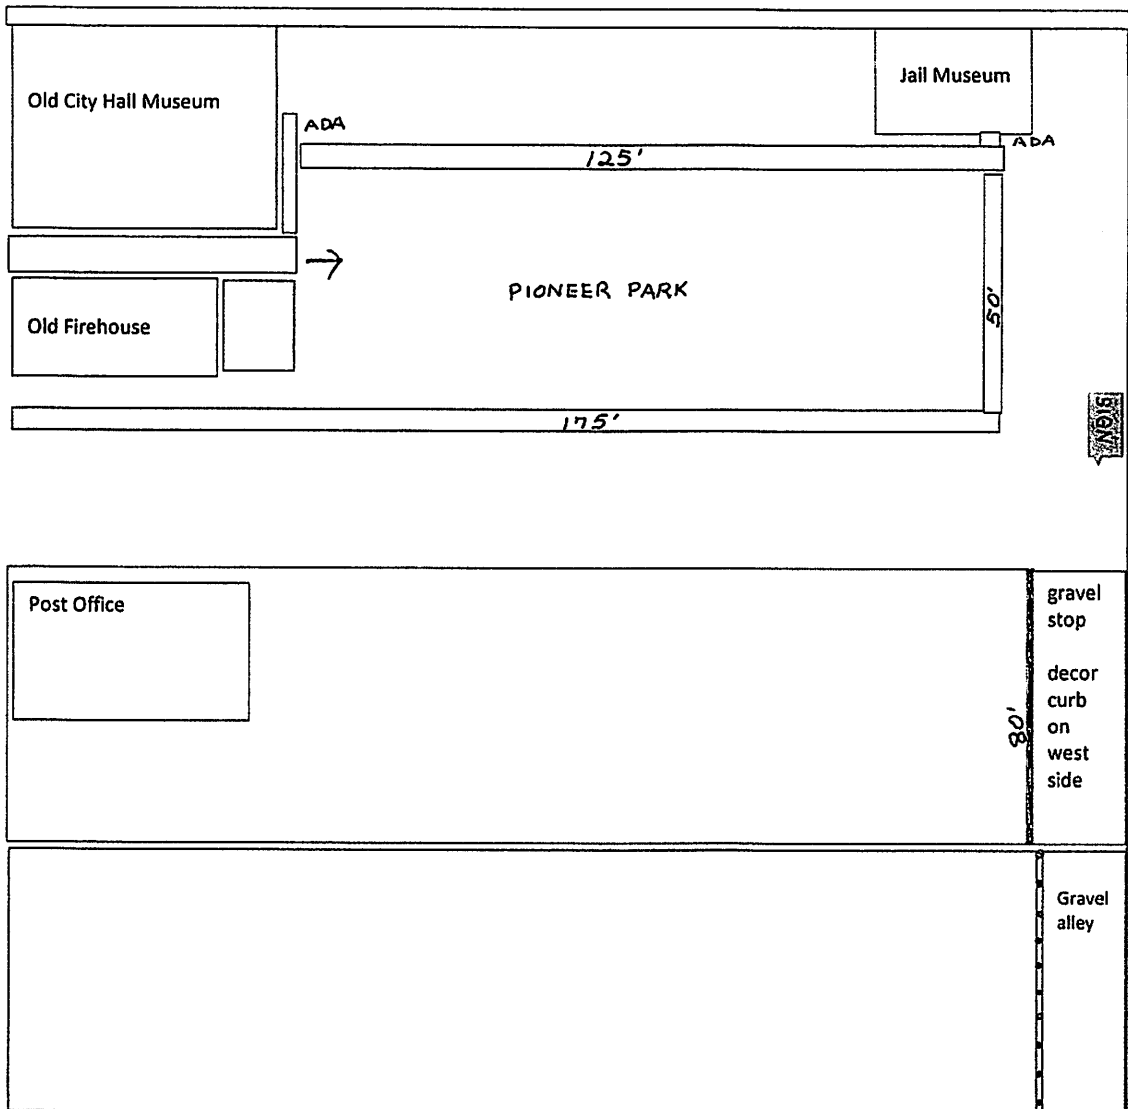 Old City Hall Museum
Jail Museum
ADA
ADA
125'
PIONEER PARK
50'
Old Firehouse
175'
SIGN
Post Office
gravel
stop
decor
curb
on
west
side
80'
Gravel
alley